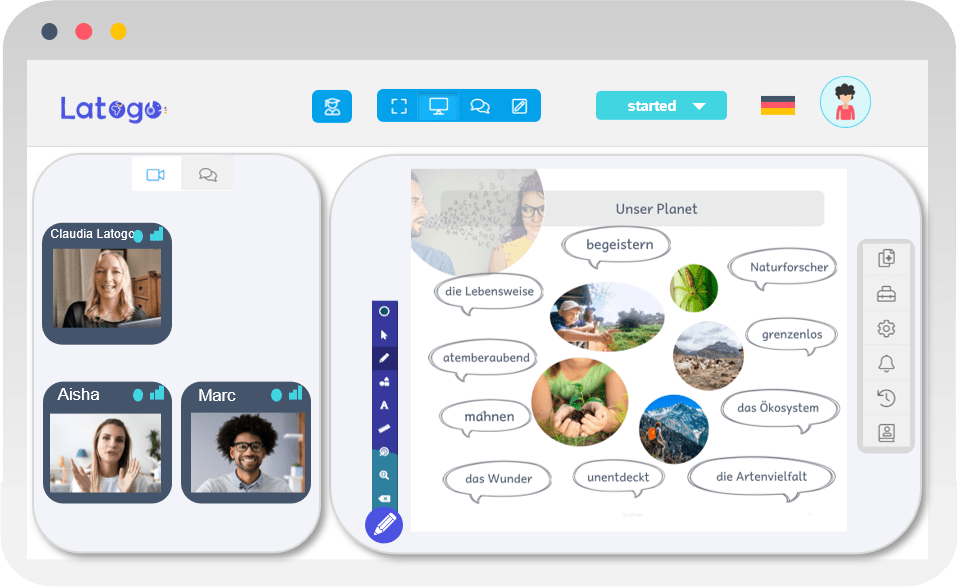 Latogo
started
Claudia Latogo
Aisha
Marc
Unser Planet
begeistern
Naturforscher
die Lebensweise
grenzenlos
atemberaubend
das Ökosystem
mahnen
das Wunder
unentdeckt
die Artenvielfalt
A